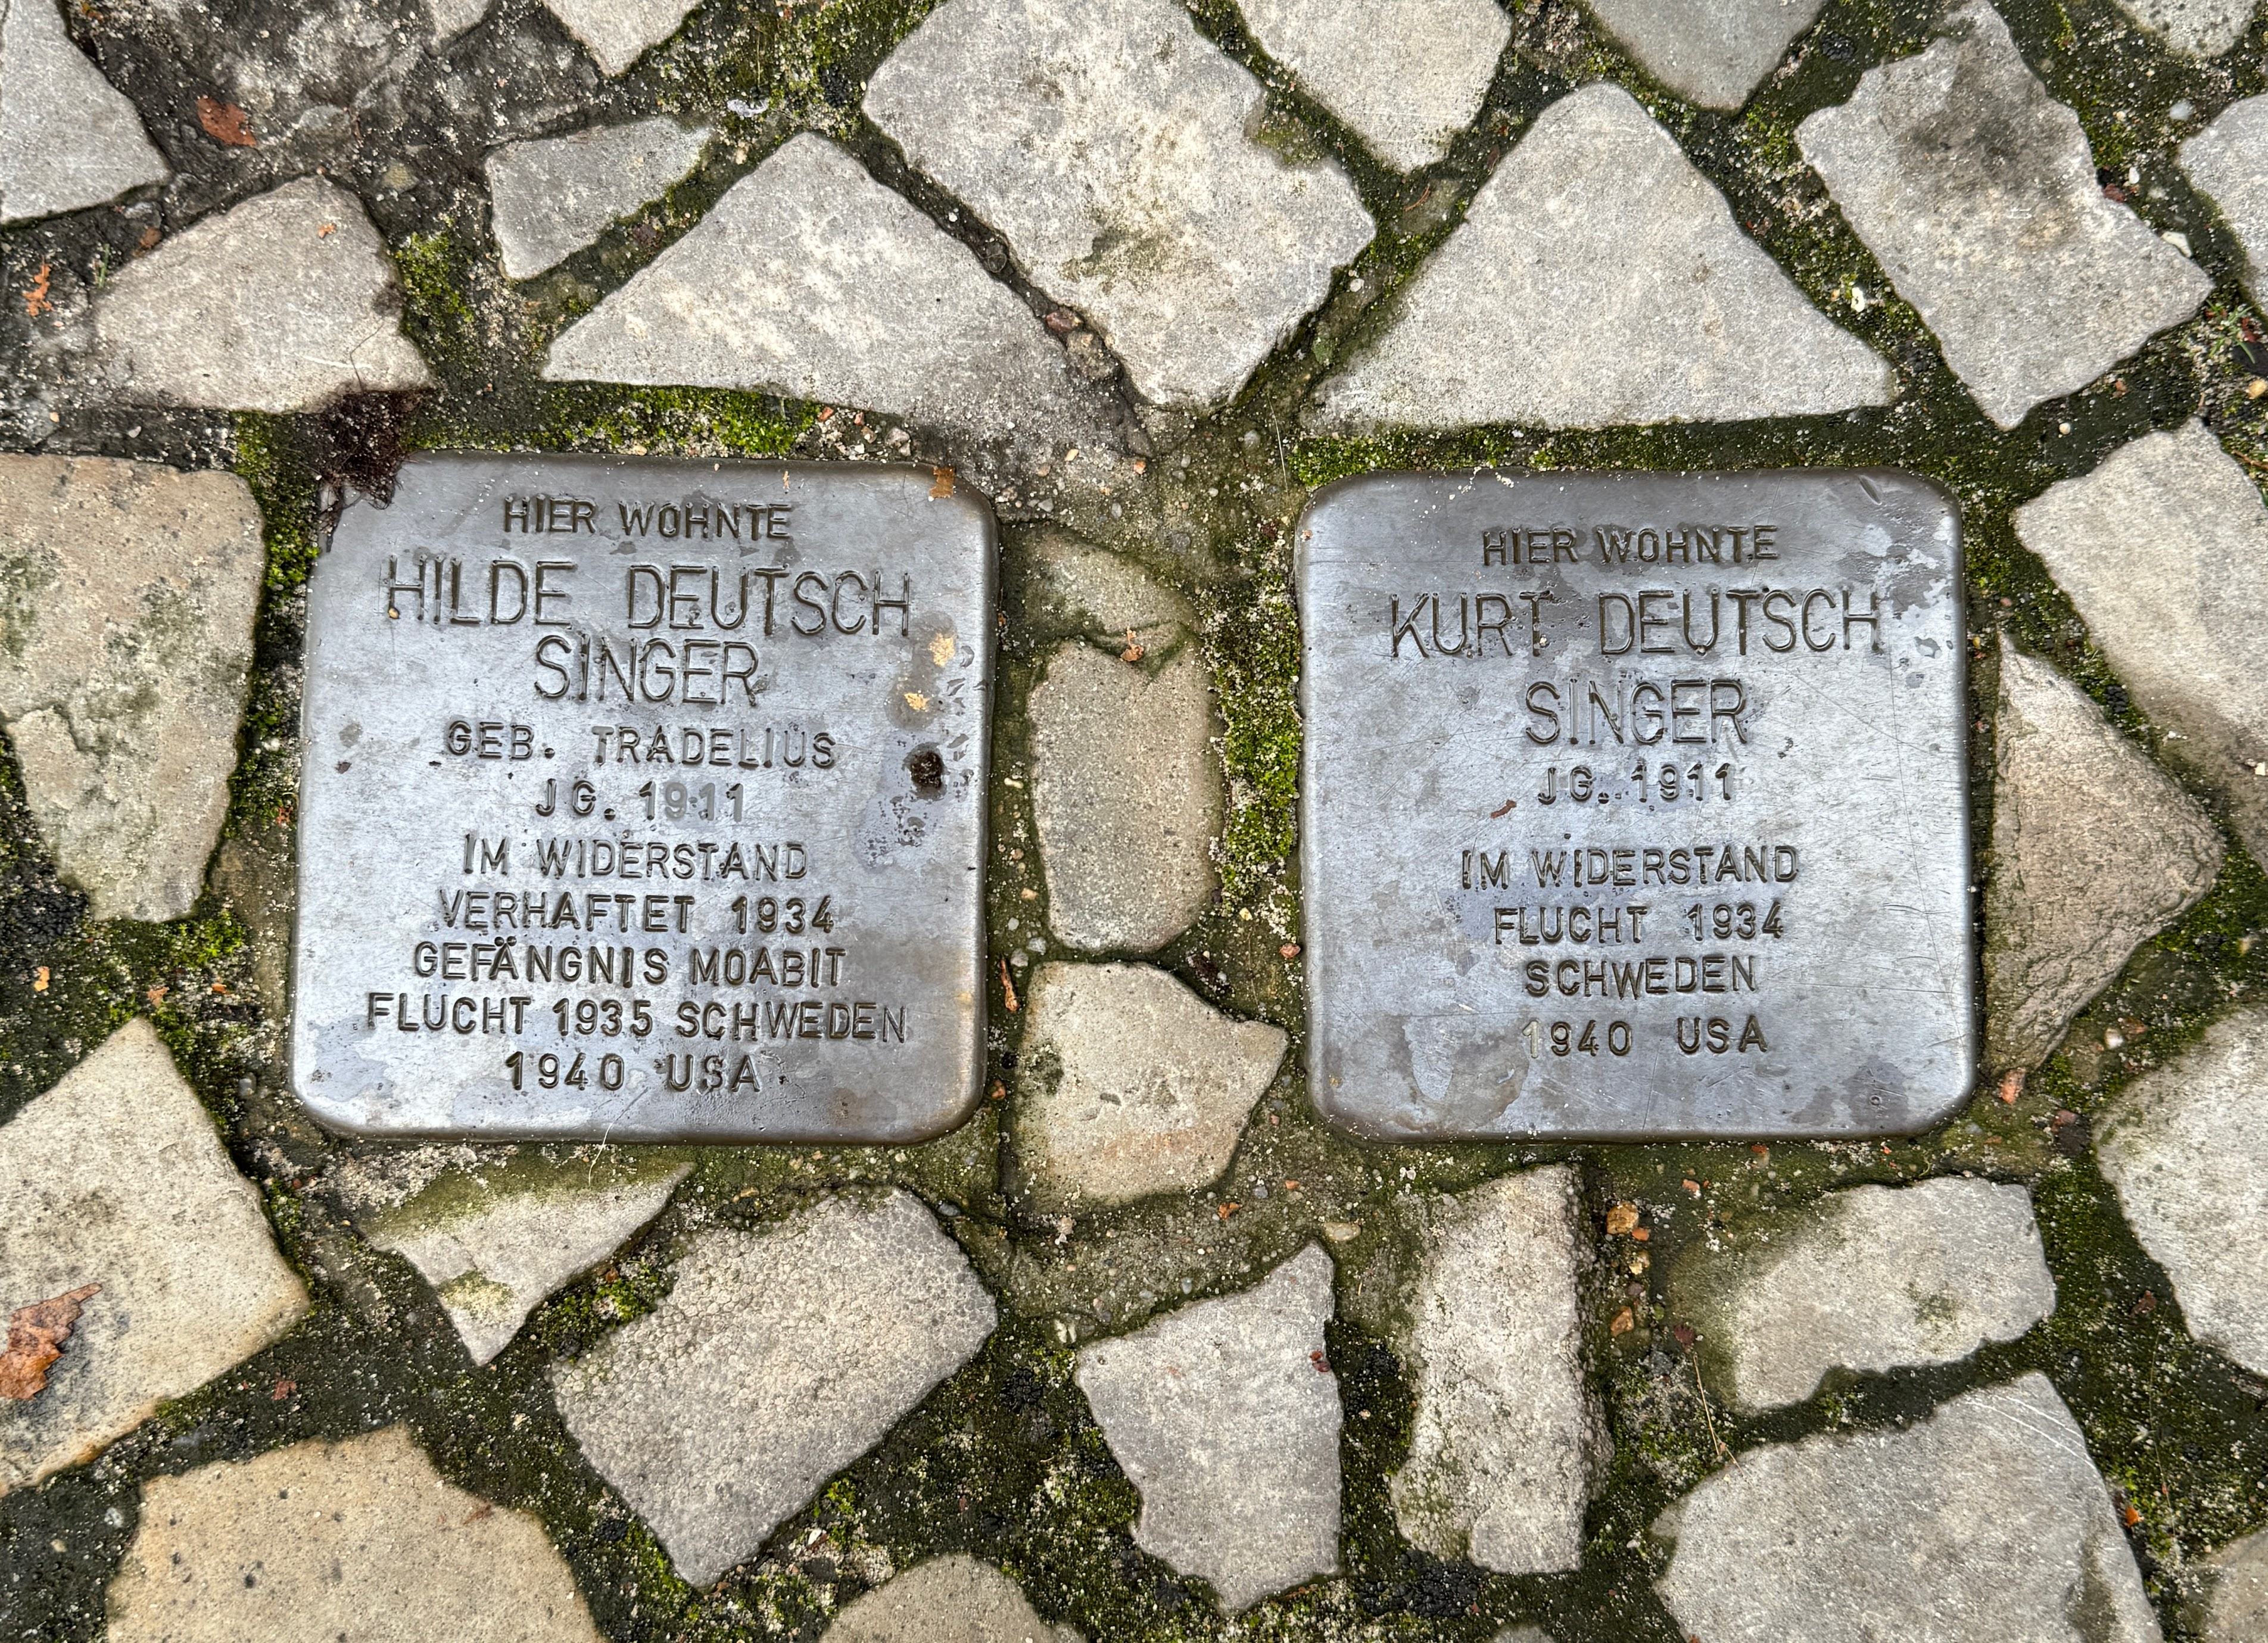 HIER WOHNTE
HILDE DEUTSCH
SINGER
GEB. TRADELIUS
JG. 1911
IM WIDERSTAND
VERHAFTET 1934
GEFÄNGNIS MOABIT
FLUCHT 1935 SCHWEDEN
1940 USA
HIER WOHNTE
KURT DEUTSCH
SINGER
JG. 1911
IM WIDERSTAND
FLUCHT 1934
SCHWEDEN
1940 USA